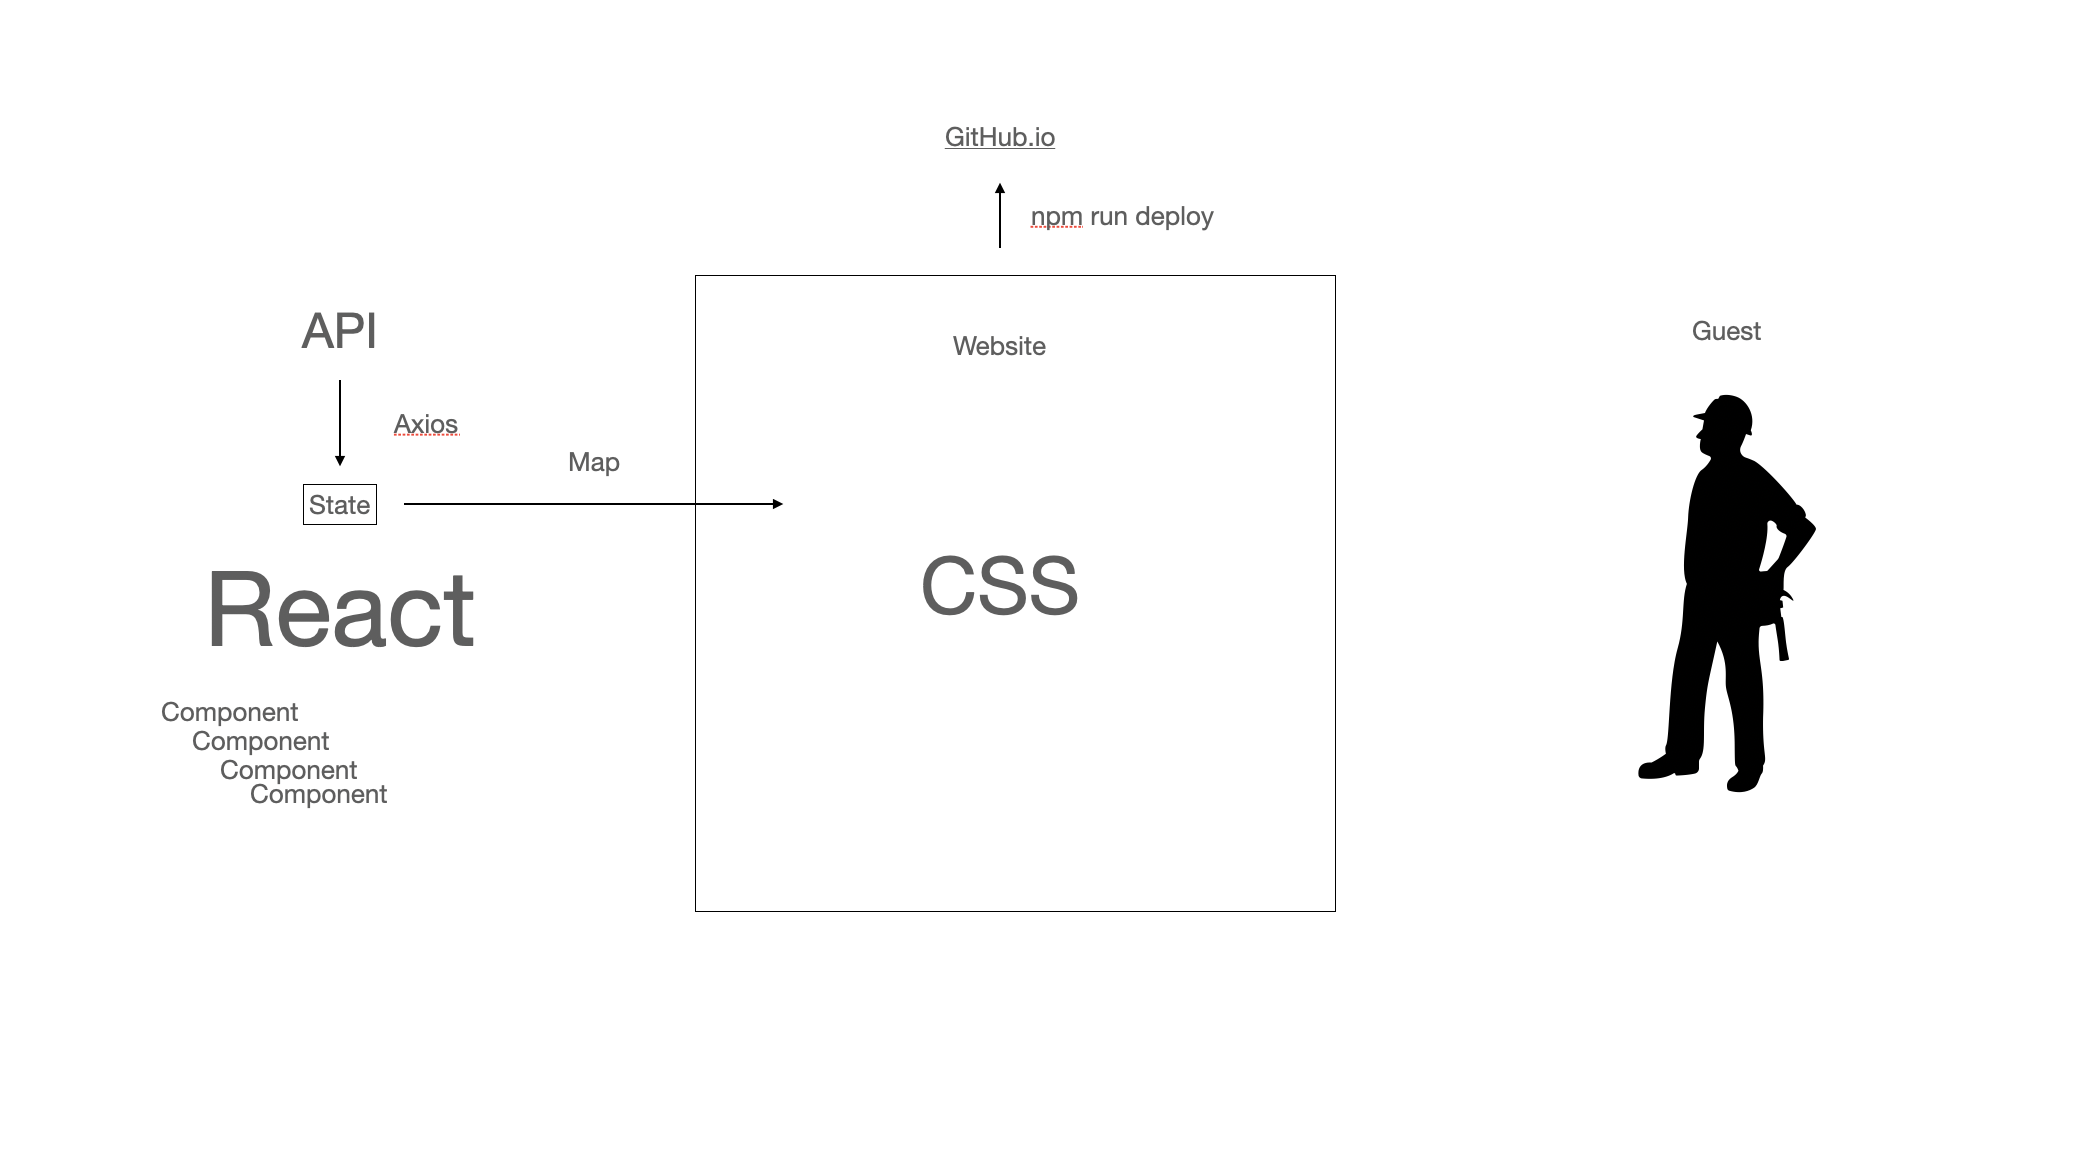 GitHub.io
npm run deploy
API
Website
Guest
Axios
Map
State
CSS
React
Component
Component
Component
Component